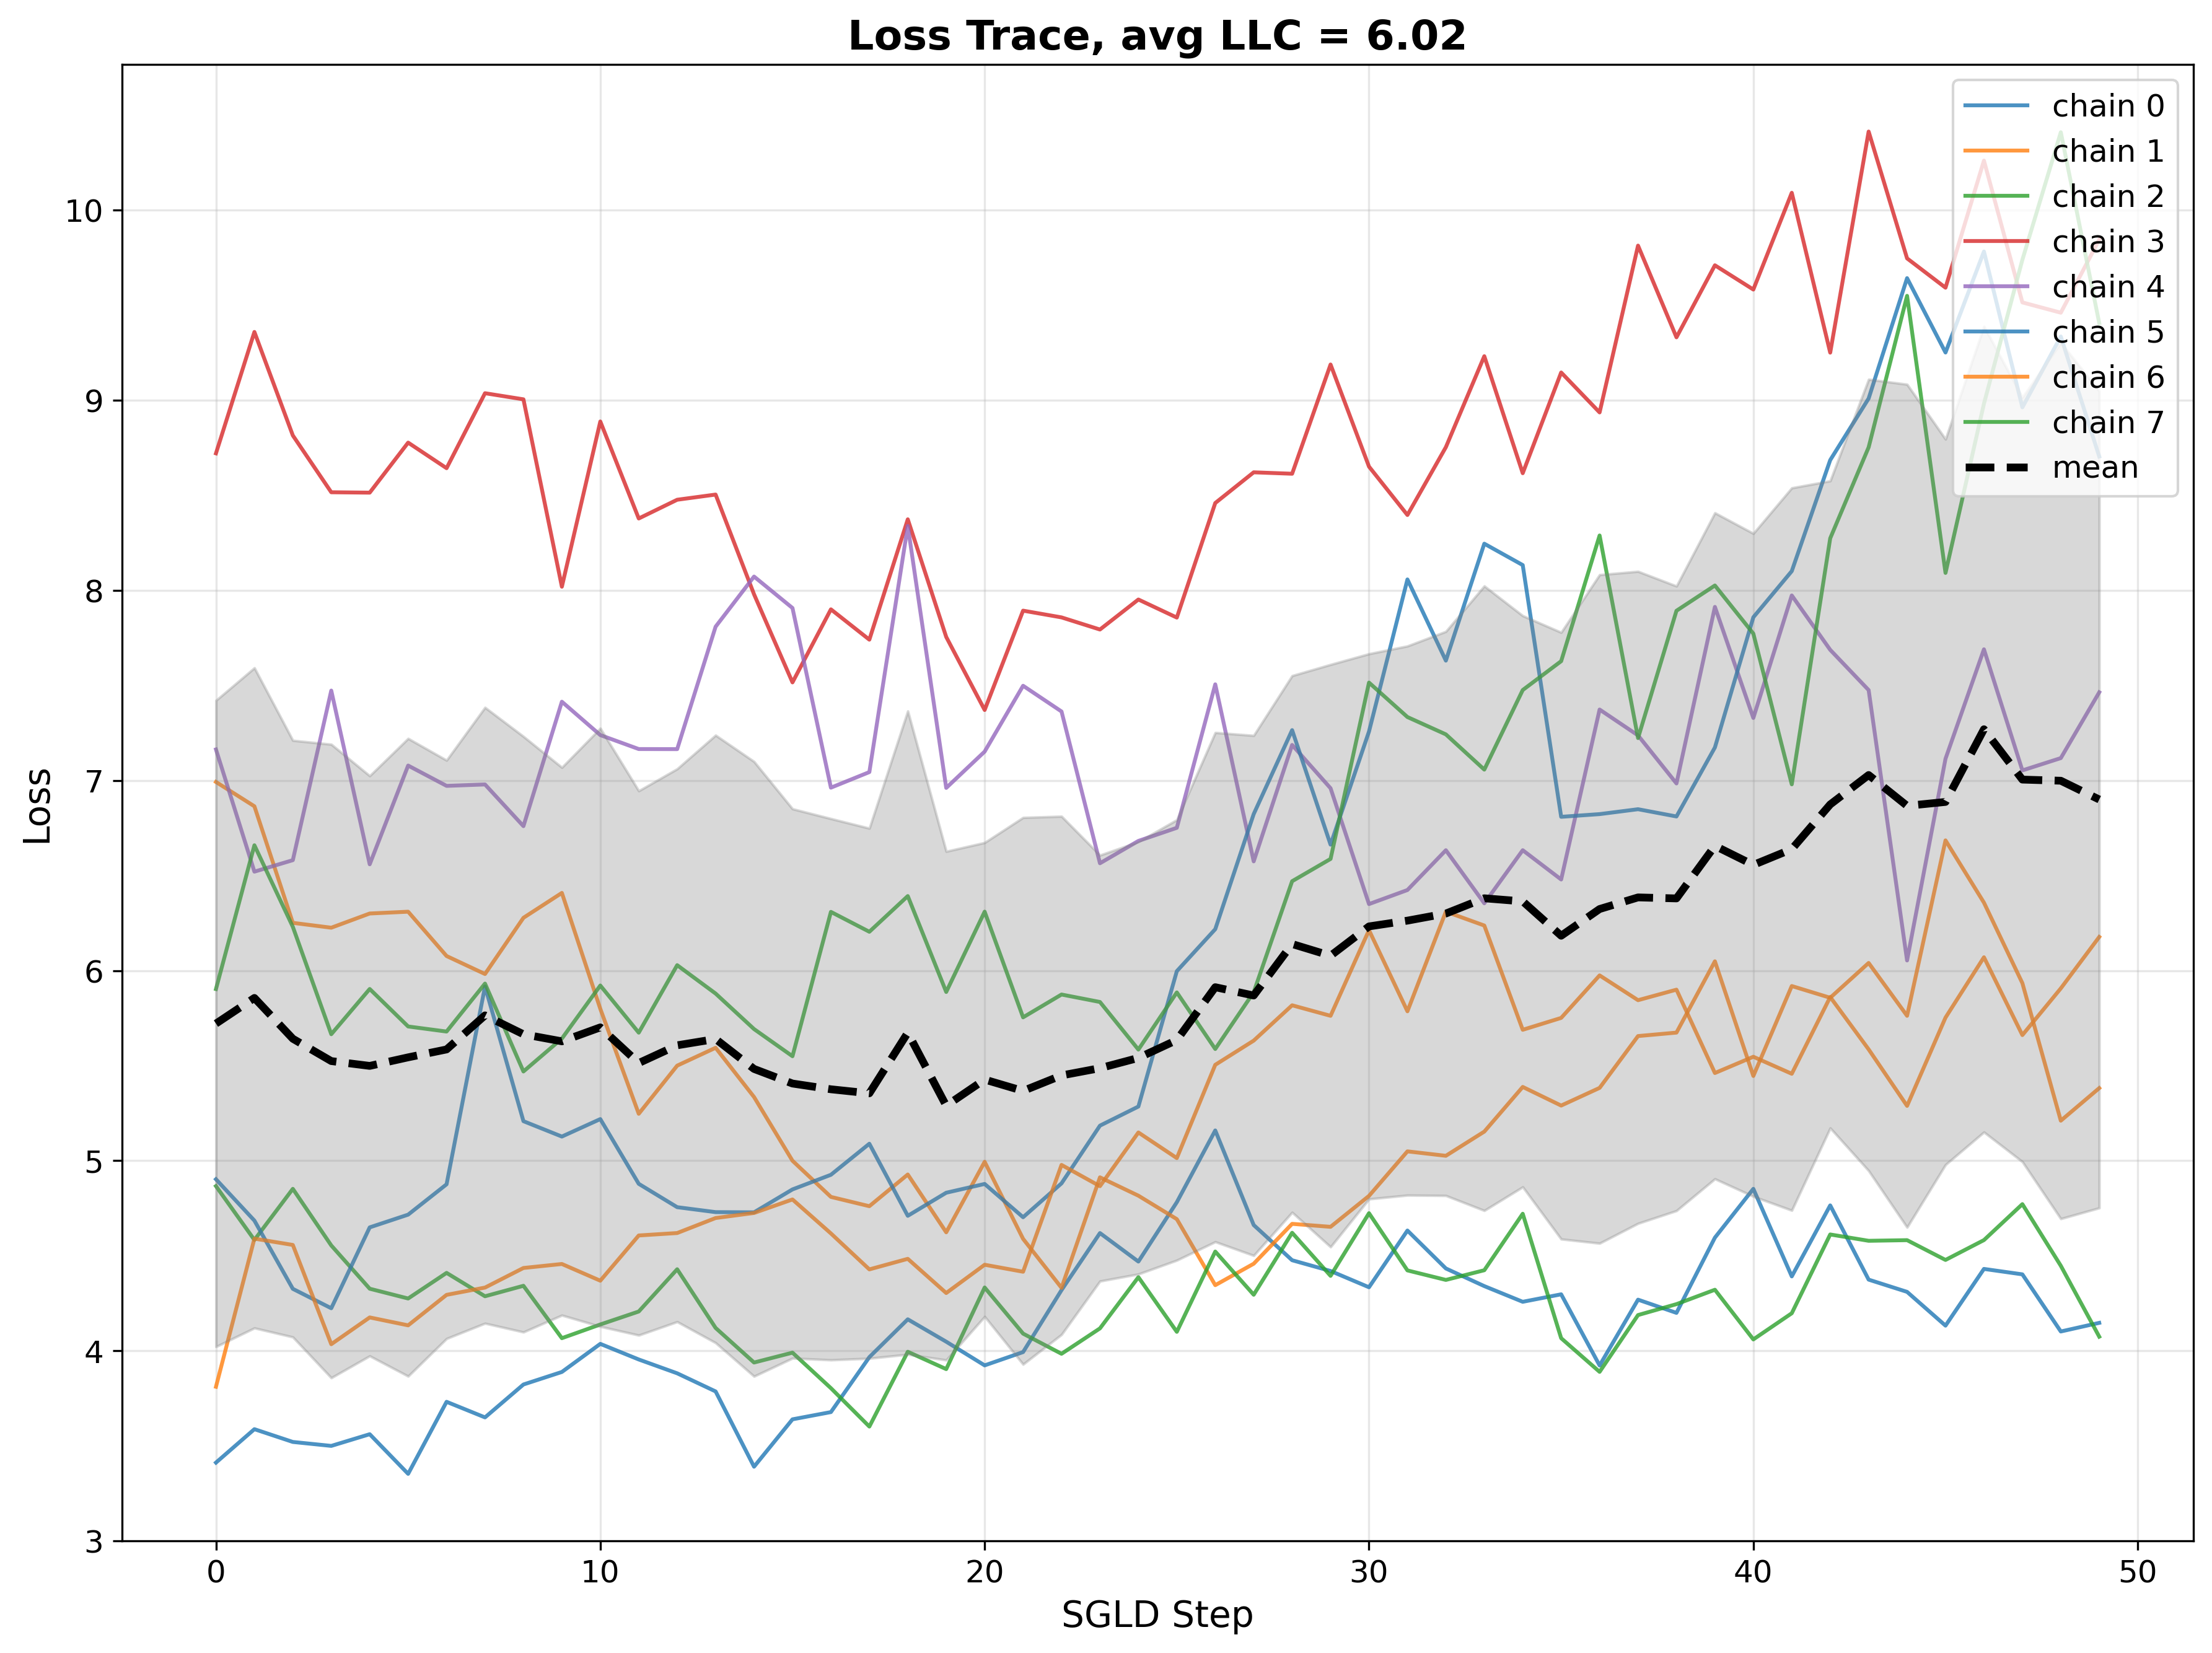 Loss Trace, avg LLC = 6.02
chain 0
chain 1
chain 2
chain 3
chain 4
chain 5
chain 6
chain 7
mean
Loss
10
9
8
7
6
5
4
3
0
10
20
30
40
50
SGLD Step